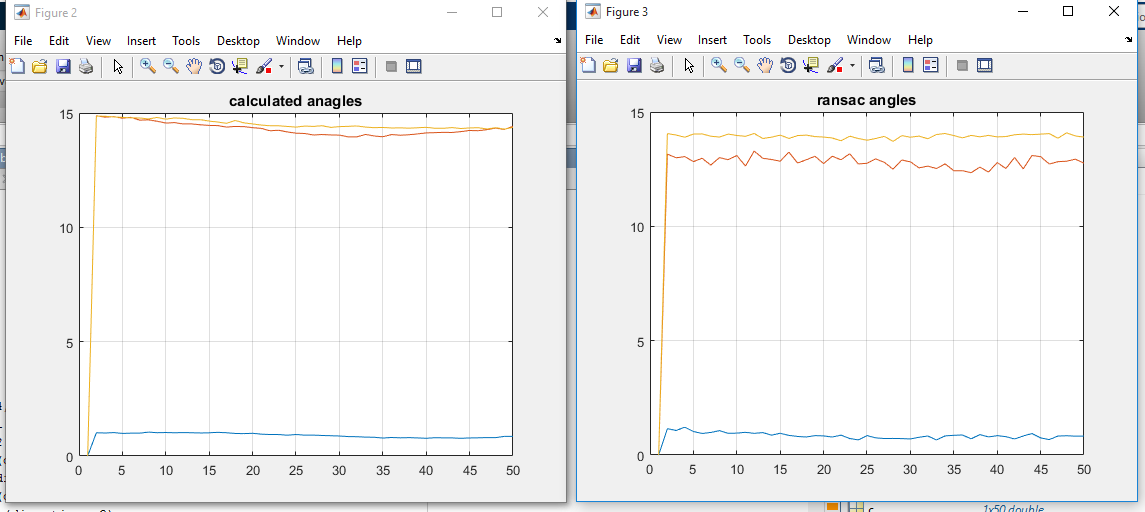 Figure 2
File Edit View Insert Tools Desktop Window Help
calculated anagles
15
10
5
0
0 5 10 15 20 25 30 35 40 45 50
Figure 3
File Edit View Insert Tools Desktop Window Help
ransac angles
15
10
5
0
0 5 10 15 20 25 30 35 40 45 50
1x50 double